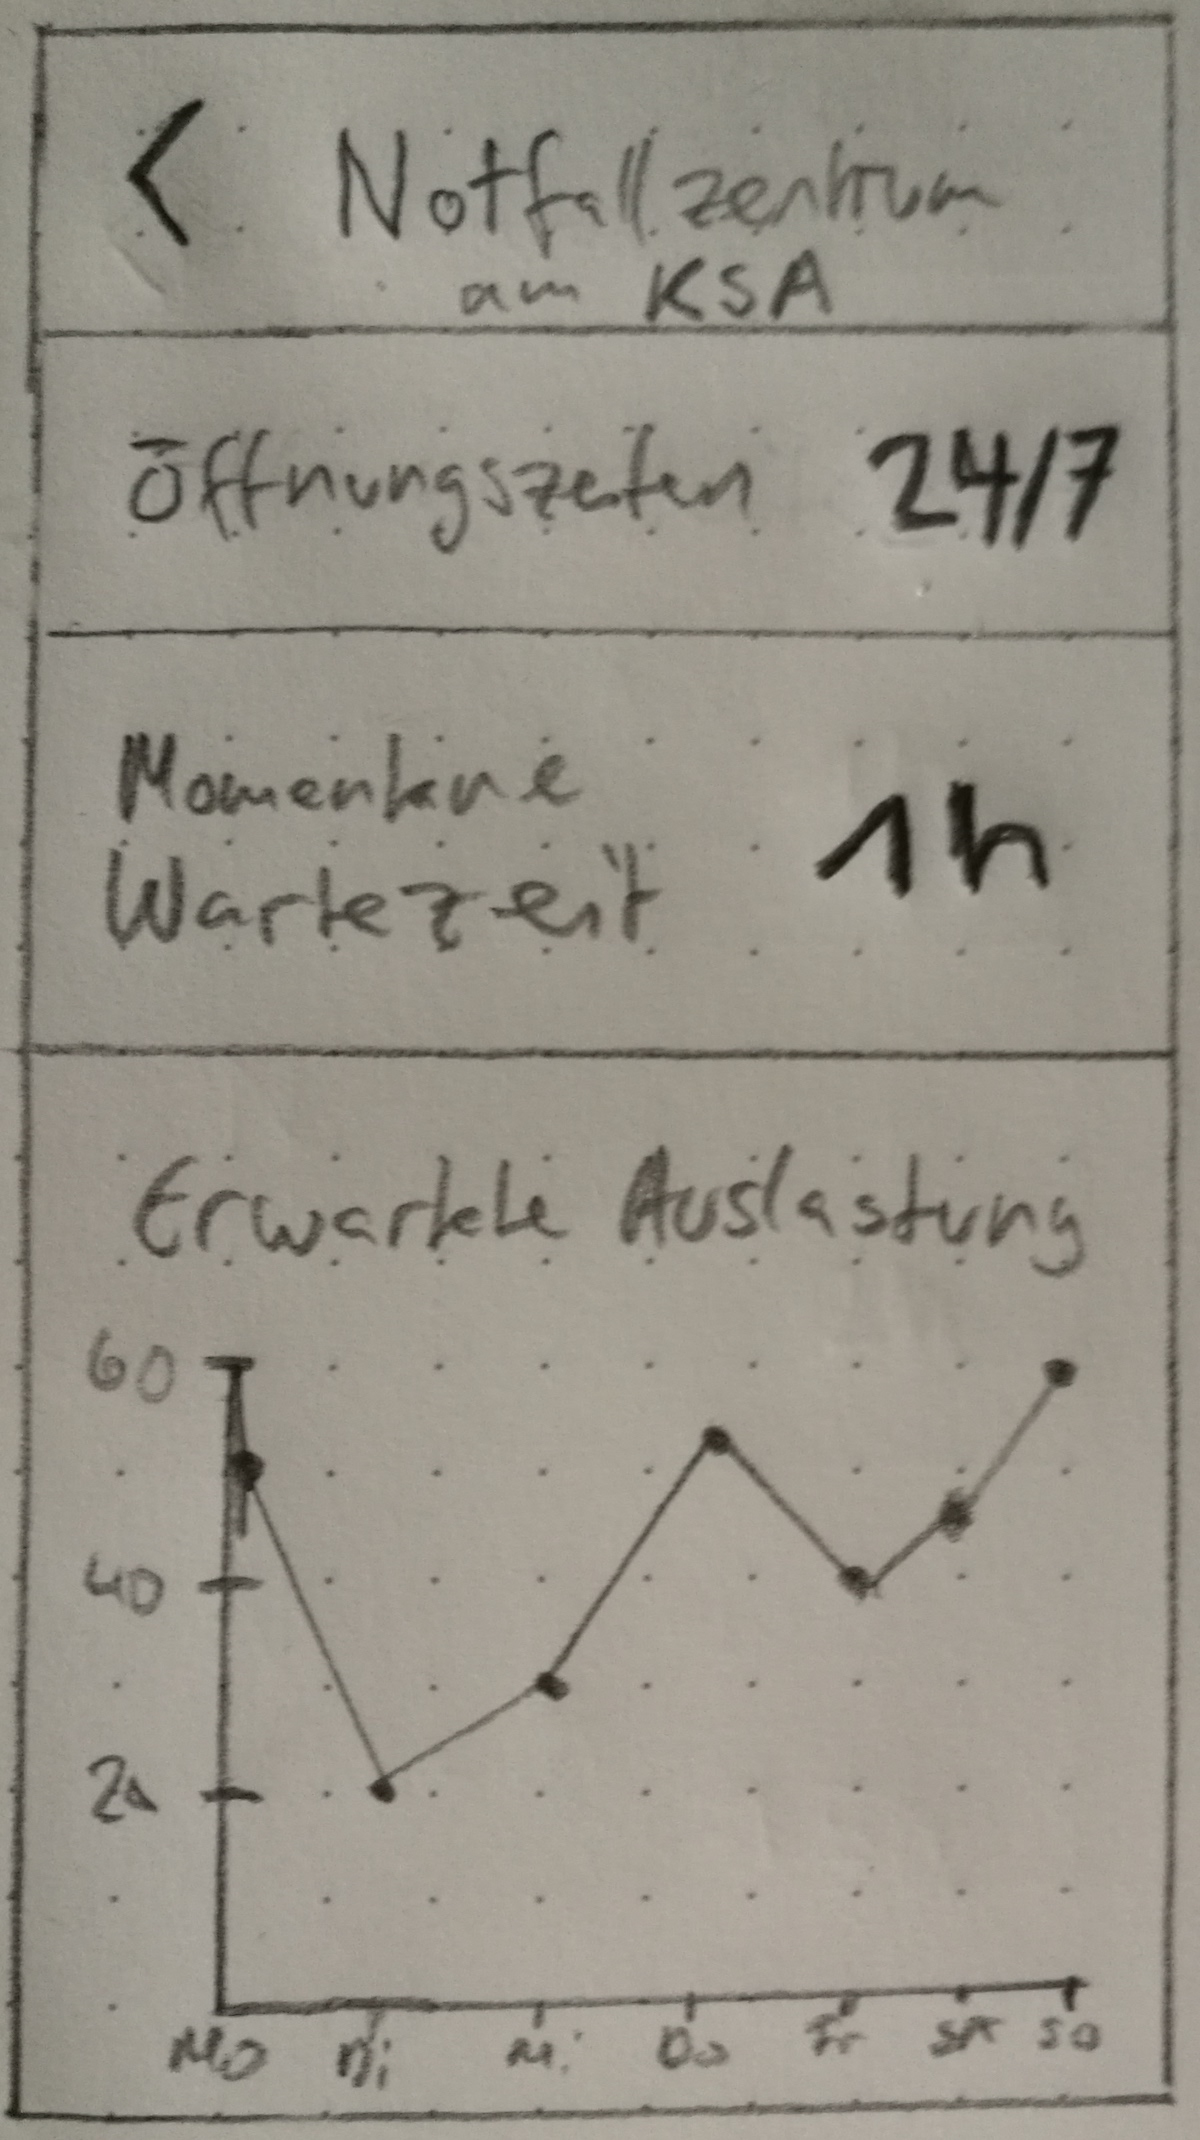 < Notfallzentrum
am KSA
Öffnungszeiten 24/7
Momentane
Wartezeit 1h
Erwartete Auslastung
60
40
20
Mo Di Mi Do Fr SA SO